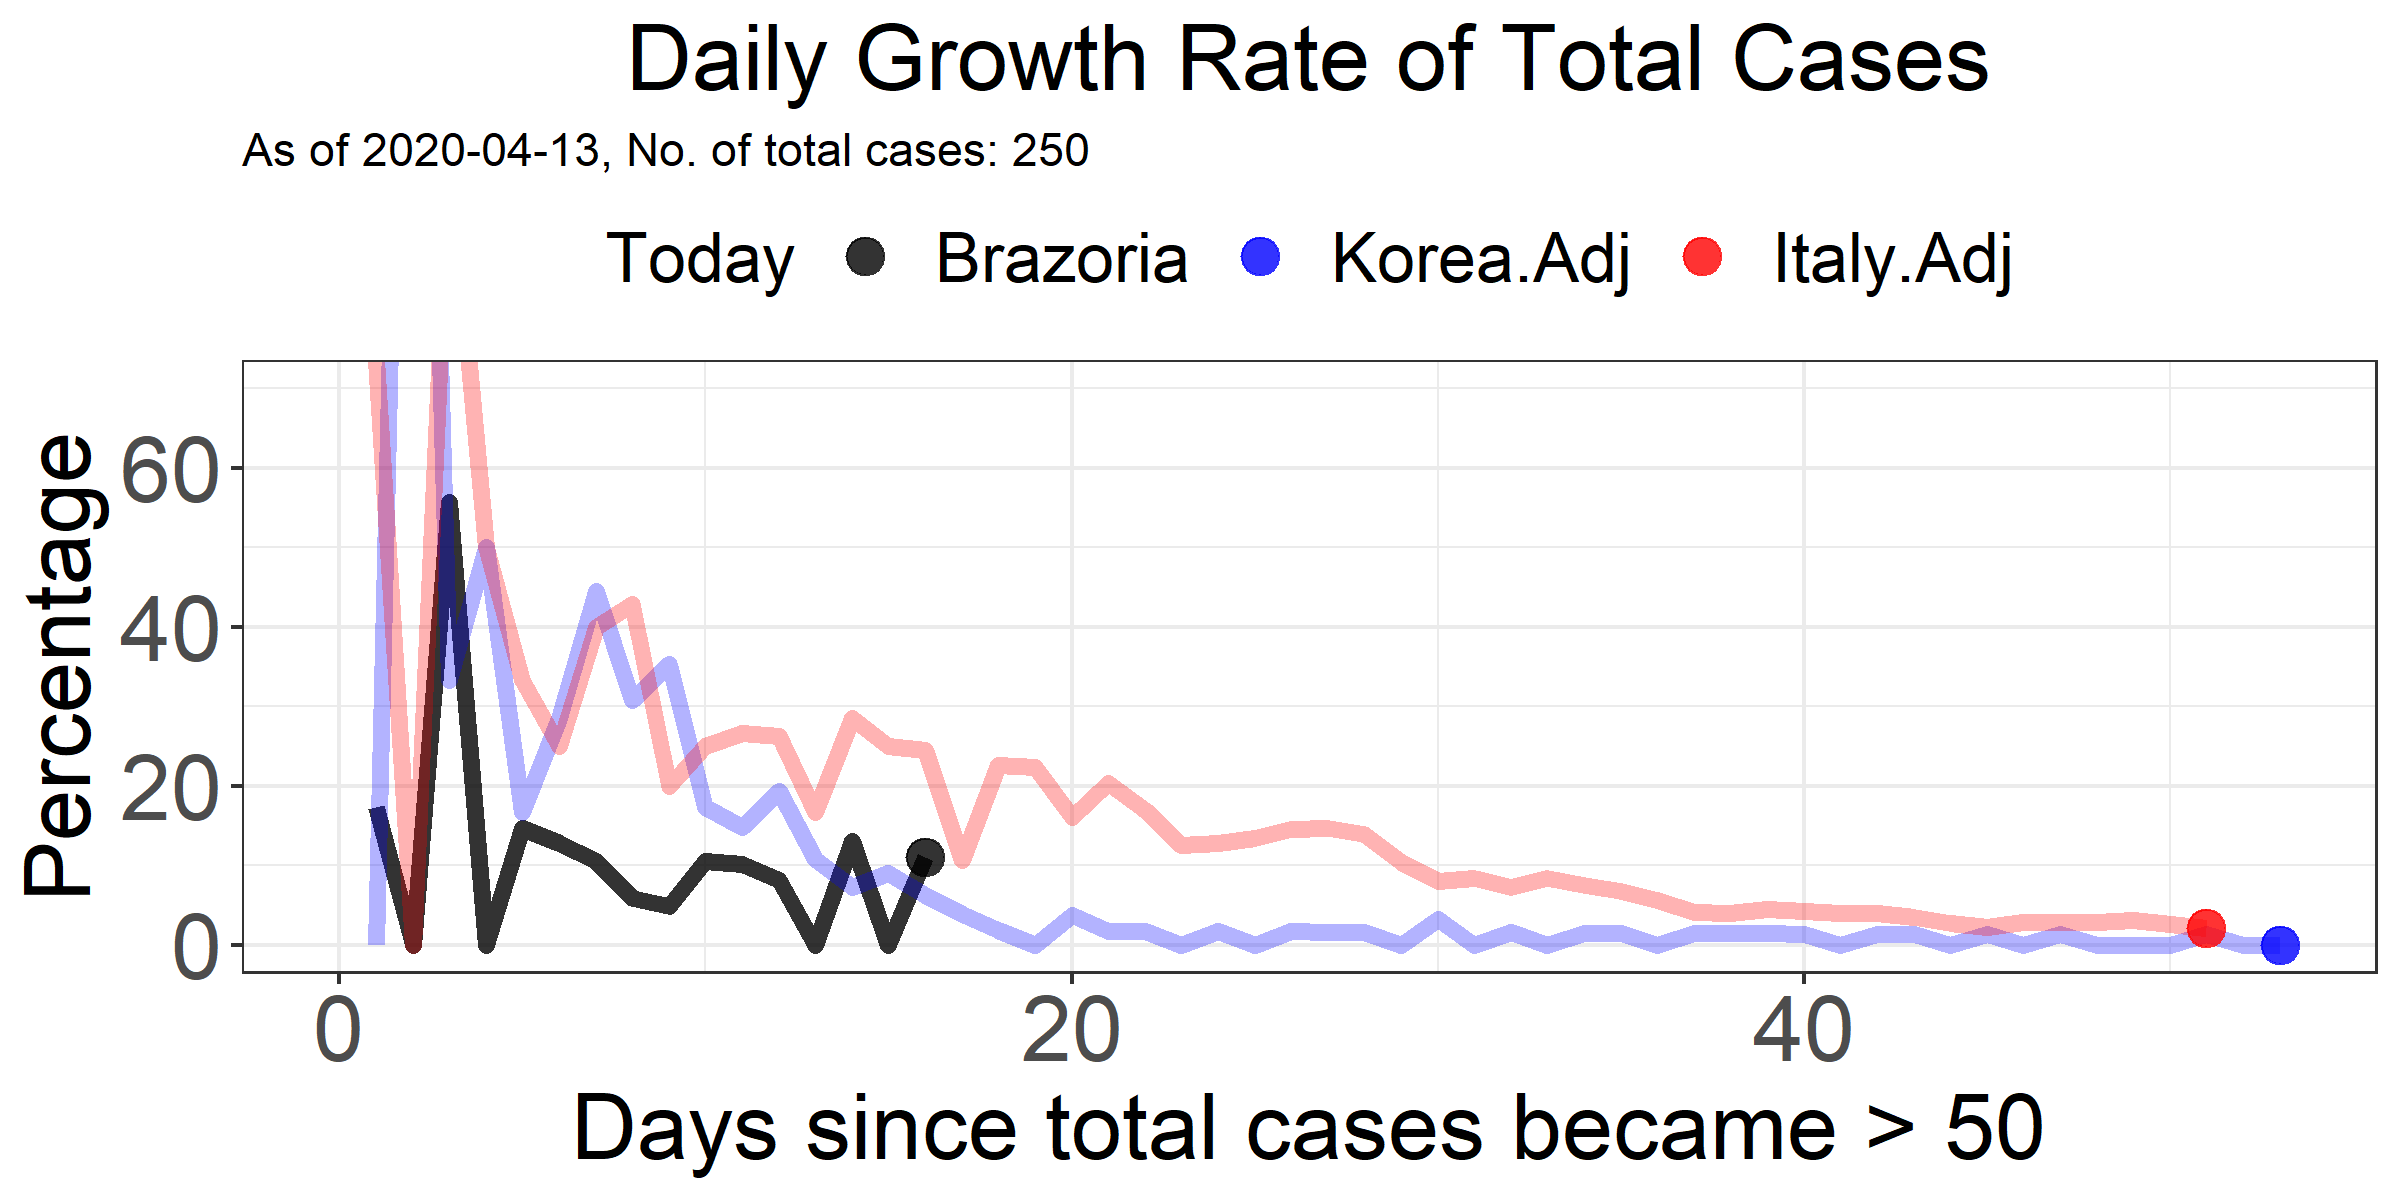 Daily Growth Rate of Total Cases
As of 2020-04-13, No. of total cases: 250
Today Brazoria Korea.Adj Italy.Adj
Percentage
60
40
20
0
0 20 40
Days since total cases became > 50